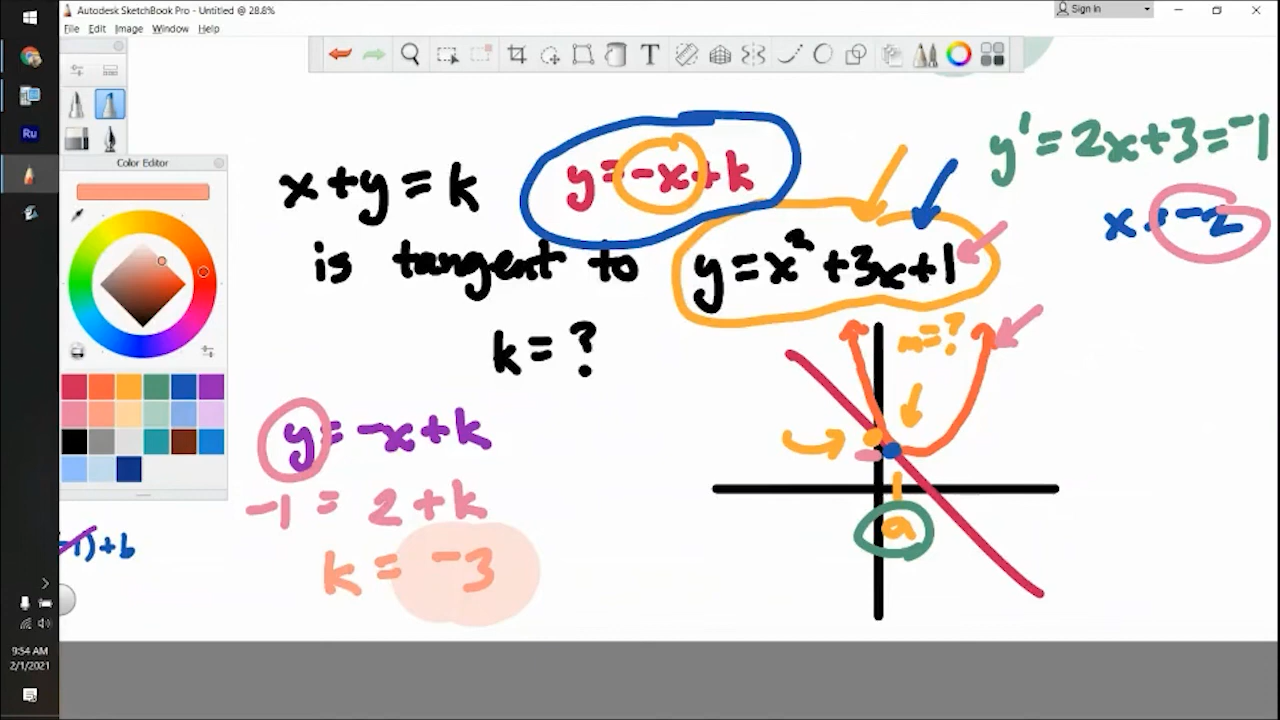 Autodesk SketchBook Pro - Untitled @ 28.8%
Sign In
File Edit Image Window Help
T
Ru
Color Editor
x+y=k
y=-x+k
y'=2x+3=-1
x=-2
is tangent to y=x²+3x+1
k=?
m=?
y=-x+k
-1=2+k
k=-3
a
-1)+b
9:54 AM
2/1/2021